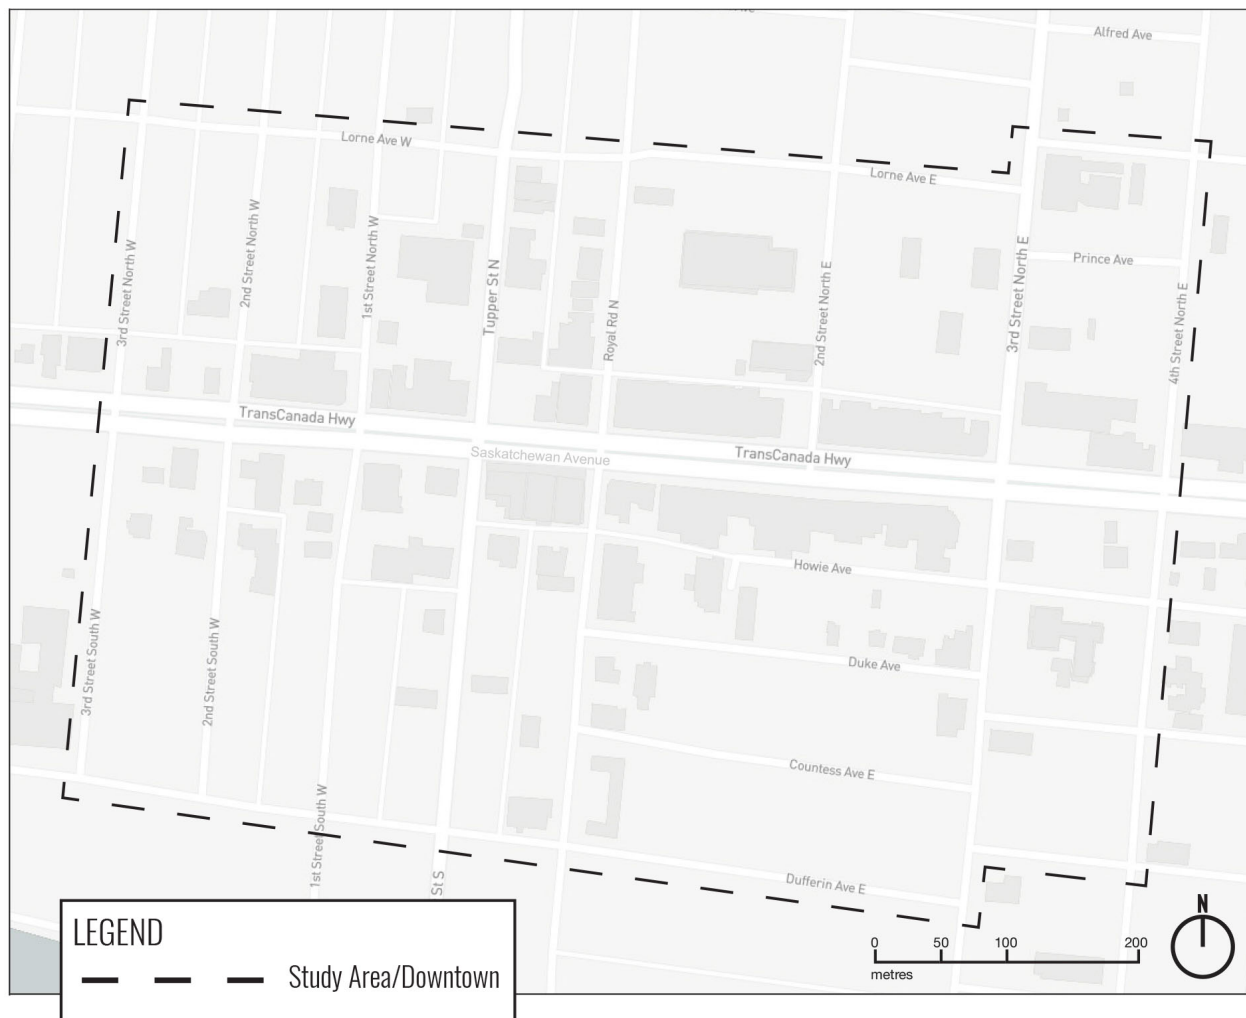 Alfred Ave
Lorne Ave W
Lorne Ave E
3rd Street North W
2nd Street North W
1st Street North W
Tupper St N
Royal Rd N
2nd Street North E
3rd Street North E
Prince Ave
4th Street North E
TransCanada Hwy
Saskatchewan Avenue
TransCanada Hwy
Howie Ave
3rd Street South W
2nd Street South W
Duke Ave
Countess Ave E
1st Street South W
St S
Dufferin Ave E
LEGEND
Study Area/Downtown
0 50 100 200
metres
N